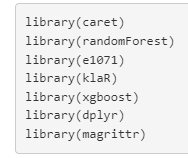 library(caret)
library(randomForest)
library(e1071)
library(klaR)
library(xgboost)
library(dplyr)
library(magrittr)